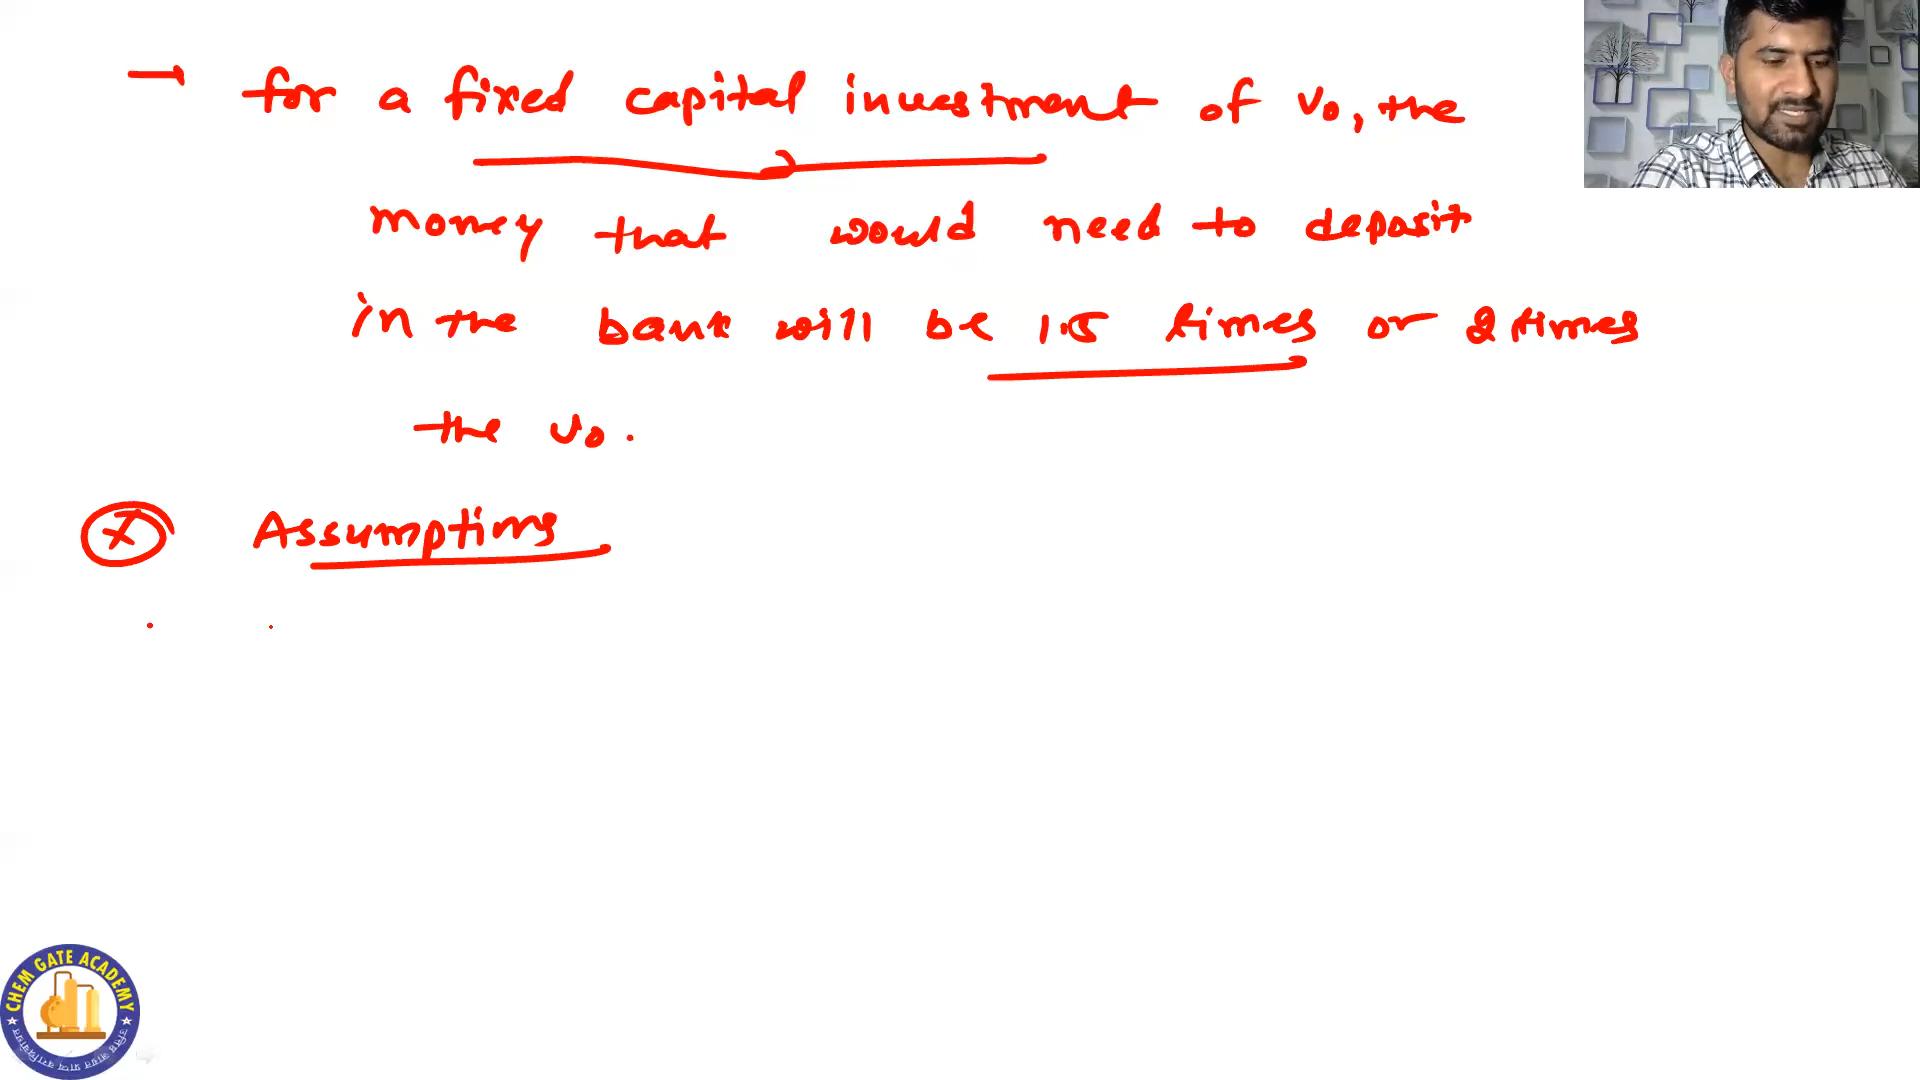 → for a fixed capital investment of V0, the
money that would need to deposit
in the bank will be 1.5 times or 2 times
the V0.
Assumptions
CHEM GATE ACADEMY